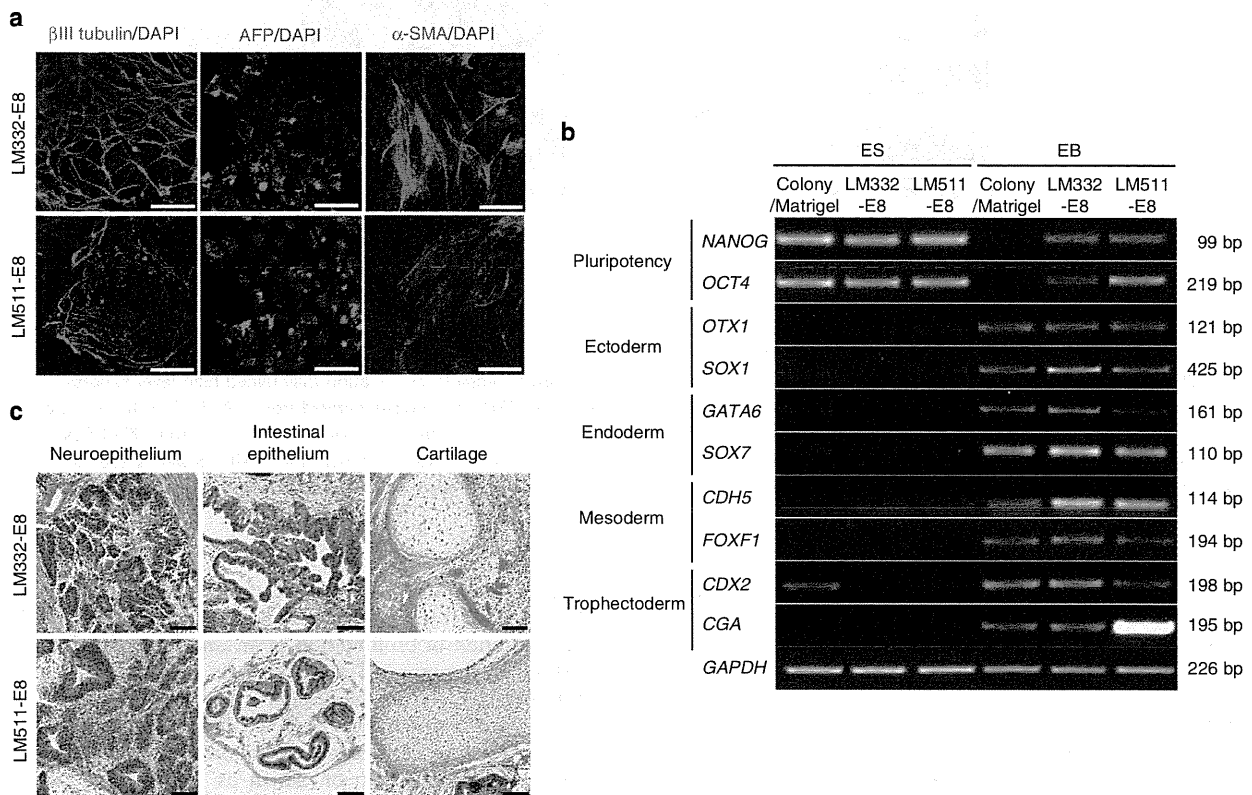 a
βIII tubulin/DAPI AFP/DAPI α-SMA/DAPI
LM332-E8
LM511-E8
b
ES EB
Colony /Matrigel LM332 -E8 LM511 -E8 Colony /Matrigel LM332 -E8 LM511 -E8
Pluripotency
NANOG 99 bp
OCT4 219 bp
Ectoderm
OTX1 121 bp
SOX1 425 bp
Endoderm
GATA6 161 bp
SOX7 110 bp
Mesoderm
CDH5 114 bp
FOXF1 194 bp
Trophectoderm
CDX2 198 bp
CGA 195 bp
GAPDH 226 bp
c
Neuroepithelium Intestinal epithelium Cartilage
LM332-E8
LM511-E8